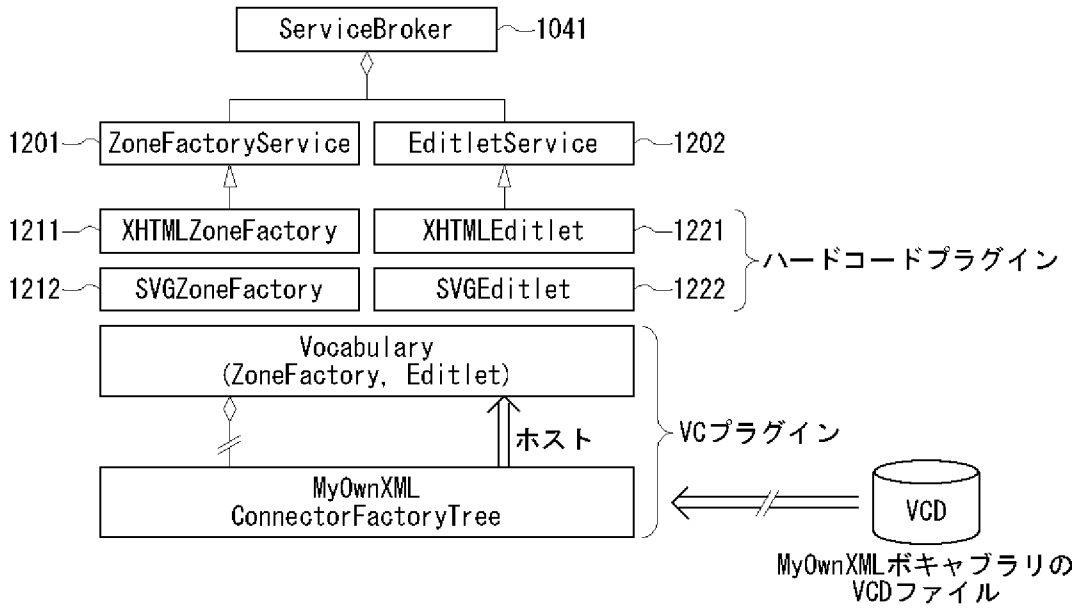 ServiceBroker 1041
1201 ZoneFactoryService EditletService 1202
1211 XHTMLZoneFactory XHTMLEditlet 1221
ハードコードプラグイン
1212 SVGZoneFactory SVGEditlet 1222
Vocabulary
(ZoneFactory, Editlet)
ホスト VCプラグイン
MyOwnXML
ConnectorFactoryTree
VCD
MyOwnXMLボキャブラリの
VCDファイル